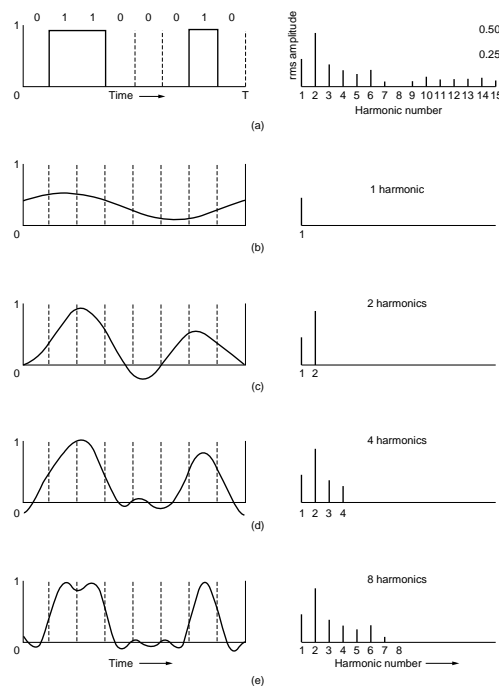 0 1 1 0 0 0 1 0
1
0
Time
T
(a)
rms amplitude
0.50
0.25
1 2 3 4 5 6 7 8 9 10 11 12 13 14 15
Harmonic number
1
0
(b)
1 harmonic
1
1
0
(c)
2 harmonics
1 2
1
0
(d)
4 harmonics
1 2 3 4
1
0
Time
(e)
8 harmonics
1 2 3 4 5 6 7 8
Harmonic number